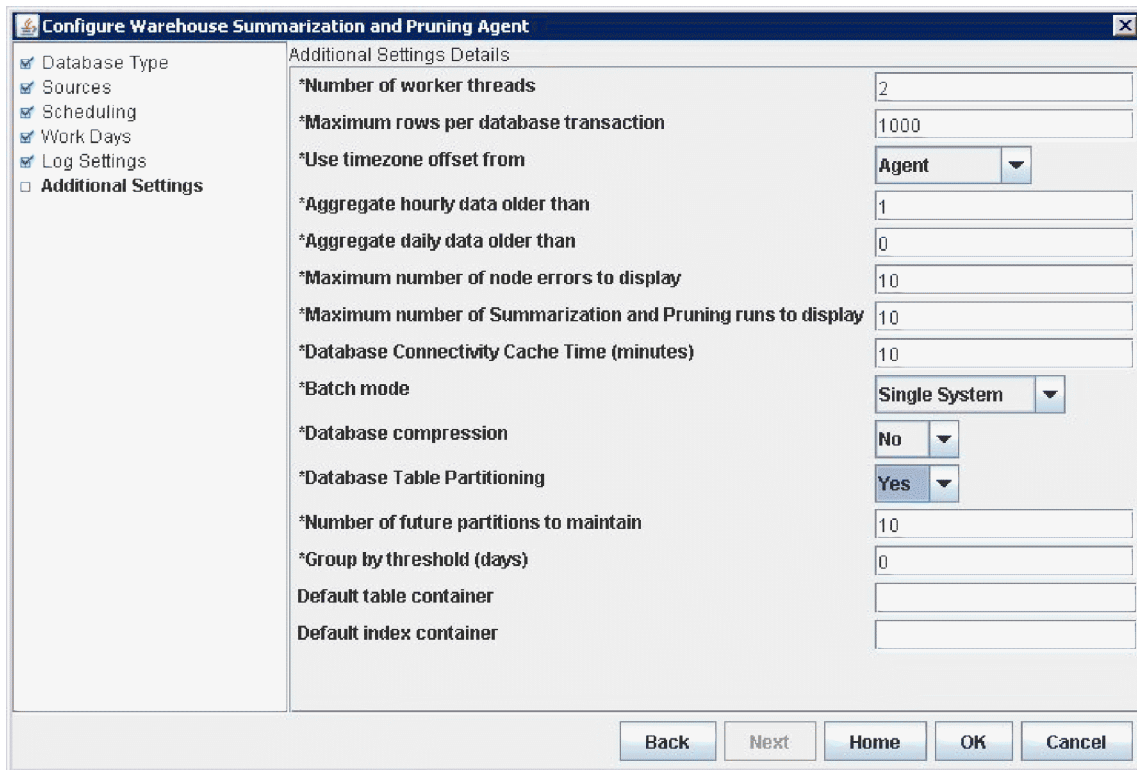 Configure Warehouse Summarization and Pruning Agent
Database Type
Sources
Scheduling
Work Days
Log Settings
Additional Settings
Additional Settings Details
*Number of worker threads 2
*Maximum rows per database transaction 1000
*Use timezone offset from Agent
*Aggregate hourly data older than 1
*Aggregate daily data older than 0
*Maximum number of node errors to display 10
*Maximum number of Summarization and Pruning runs to display 10
*Database Connectivity Cache Time (minutes) 10
*Batch mode Single System
*Database compression No
*Database Table Partitioning Yes
*Number of future partitions to maintain 10
*Group by threshold (days) 0
Default table container
Default index container
Back Next Home OK Cancel